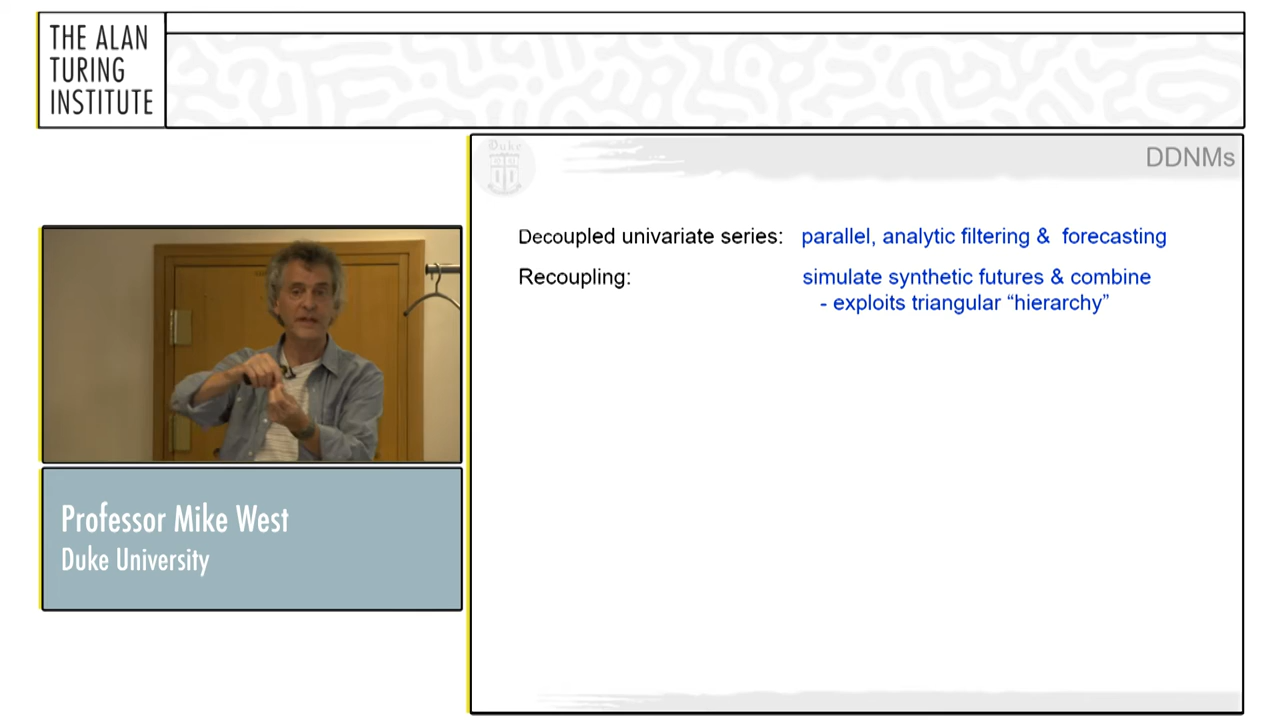 THE ALAN
TURING
INSTITUTE
Duke
DDNMs
Decoupled univariate series: parallel, analytic filtering & forecasting
Recoupling: simulate synthetic futures & combine
- exploits triangular “hierarchy”
Professor Mike West
Duke University